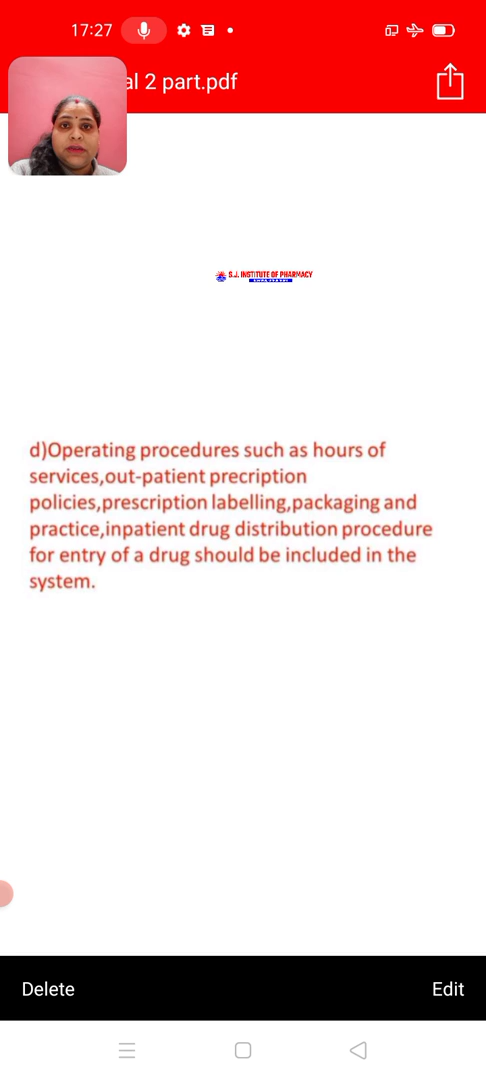 17:27
al 2 part.pdf
S.J. INSTITUTE OF PHARMACY
d)Operating procedures such as hours of
services,out-patient precription
policies,prescription labelling,packaging and
practice,inpatient drug distribution procedure
for entry of a drug should be included in the
system.
Delete
Edit